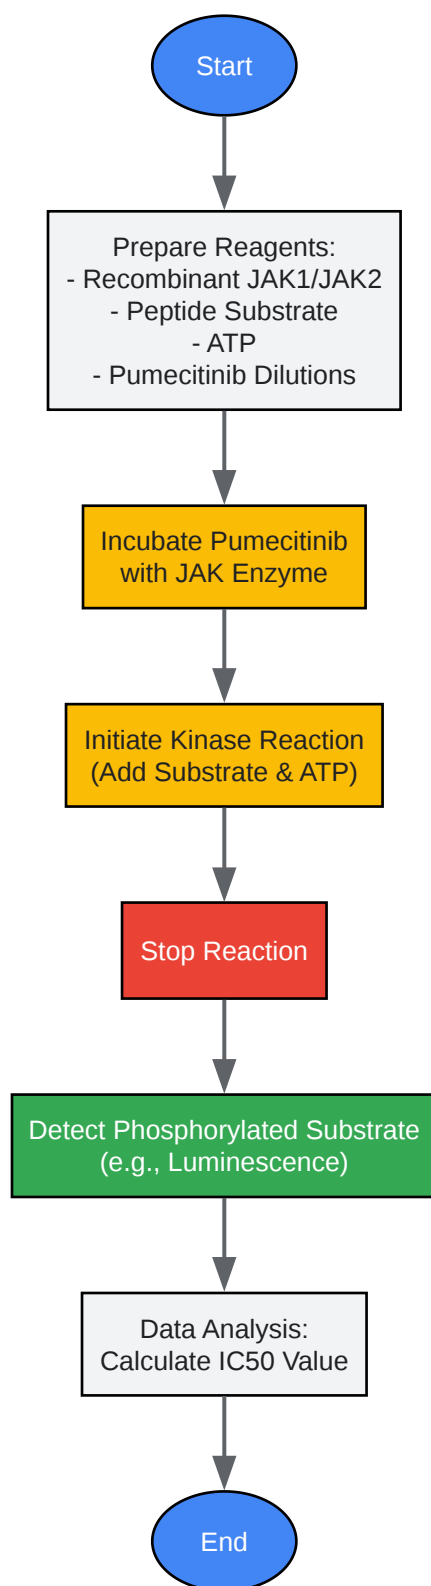 Start
Prepare Reagents:
- Recombinant JAK1/JAK2
- Peptide Substrate
- ATP
- Pumecitinib Dilutions
Incubate Pumecitinib
with JAK Enzyme
Initiate Kinase Reaction
(Add Substrate & ATP)
Stop Reaction
Detect Phosphorylated Substrate
(e.g., Luminescence)
Data Analysis:
Calculate IC50 Value
End